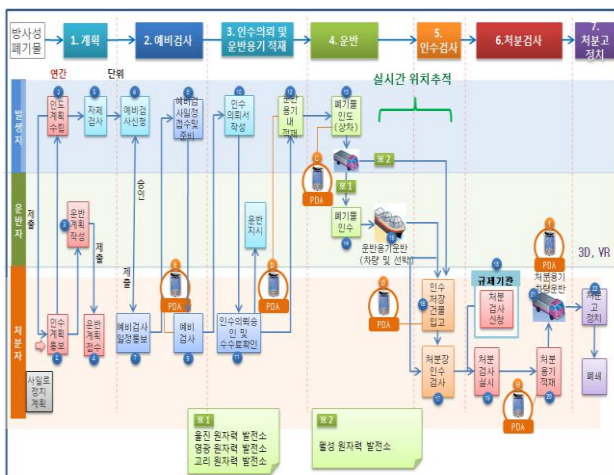 방사성
폐기물
1. 계획
2. 예비검사
3. 인수의뢰 및
운반용기 적재
4. 운반
5.
인수검사
6.처분검사
7.
처분고
정치
연간
단위
실시간 위치추적
발생자
인도
계획
수립
자체
검사
예비검
사신청
예비검
사일정
접수및
준비
인수
의뢰서
작성
운반
용기
내
적재
폐기물
인도
(상차)
※ 2
PDA
※ 1
운반자
제출
운반
계획
작성
제출
승인
제출
운반
지시
폐기물
인수
운반용기운반
(차량 및 선박)
처분용기
차량운반
3D, VR
PDA
PDA
PDA
PDA
규제기관
처분
검사
신청
처분자
인수
계획
통보
운반
계획
접수
예비검사
일정통보
예비
검사
인수의뢰승
인 및
수수료확인
인수
저장
건물
입고
처분장
인수
검사
처분
검사
실시
처분
용기
적재
처분
고
정치
폐쇄
PDA
사일로
정치
계획
※ 1
울진 원자력 발전소
영광 원자력 발전소
고리 원자력 발전소
※ 2
월성 원자력 발전소